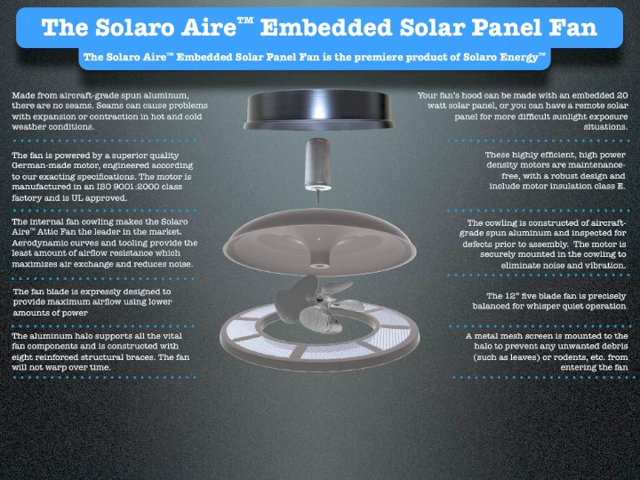 The Solaro Aire™ Embedded Solar Panel Fan
The Solaro Aire™ Embedded Solar Panel Fan is the premiere product of Solaro Energy™
Made from aircraft-grade spun aluminum,
there are no seams. Seams can cause problems
with expansion or contraction in hot and cold
weather conditions.
The fan is powered by a superior quality
German-made motor, engineered according
to our exacting specifications. The motor is
manufactured in an ISO 9001:2000 class
factory and is UL approved.
The internal fan cowling makes the Solaro
Aire™ Attic Fan the leader in the market.
Aerodynamic curves and tooling provide the
least amount of airflow resistance which
maximizes air exchange and reduces noise.
The fan blade is expressly designed to
provide maximum airflow using lower
amounts of power
The aluminum halo supports all the vital
fan components and is constructed with
eight reinforced structural braces. The fan
will not warp over time.
Your fan's hood can be made with an embedded 20
watt solar panel, or you can have a remote solar
panel for more difficult sunlight exposure
situations.
These highly efficient, high power
density motors are maintenance-
free, with a robust design and
include motor insulation class E.
The cowling is constructed of aircraft-
grade spun aluminum and inspected for
defects prior to assembly. The motor is
securely mounted in the cowling to
eliminate noise and vibration.
The 12" five blade fan is precisely
balanced for whisper quiet operation
A metal mesh screen is mounted to the
halo to prevent any unwanted debris
(such as leaves) or rodents, etc. from
entering the fan